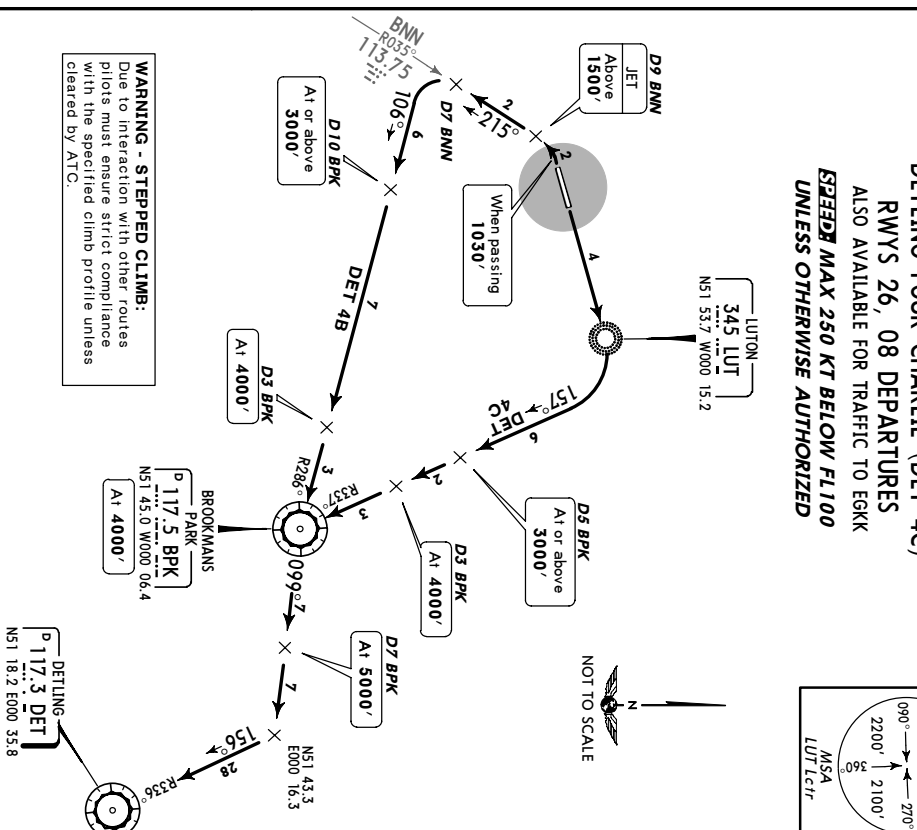 DETLING FOUR CHARLIE (DET 4C)
RWYS 26, 08 DEPARTURES
ALSO AVAILABLE FOR TRAFFIC TO EGKK
SPEED: MAX 250 KT BELOW FL100
UNLESS OTHERWISE AUTHORIZED
MSA
LUT Lctr
090°
270°
360°
2200'
2100'
NOT TO SCALE
N
LUTON
345 LUT
N51 53.7 W000 15.2
D9 BNN
JET
Above
1500'
When passing
1030'
2
4
2
215°
BNN
R035°
113.75
D7 BNN
106°
6
D10 BPK
At or above
3000'
7
DET 4B
D3 BPK
At 4000'
3
R286°
157°
DET
4C
6
D5 BPK
At or above
3000'
2
D3 BPK
At 4000'
3
R337°
BROOKMANS
PARK
D 117.5 BPK
N51 45.0 W000 06.4
At 4000'
099°
7
D7 BPK
At 5000'
7
N51 43.3
E000 16.3
156°
28
R336°
DETLING
D 117.3 DET
N51 18.2 E000 35.8
WARNING - STEPPED CLIMB:
Due to interaction with other routes
pilots must ensure strict compliance
with the specified climb profile unless
cleared by ATC.